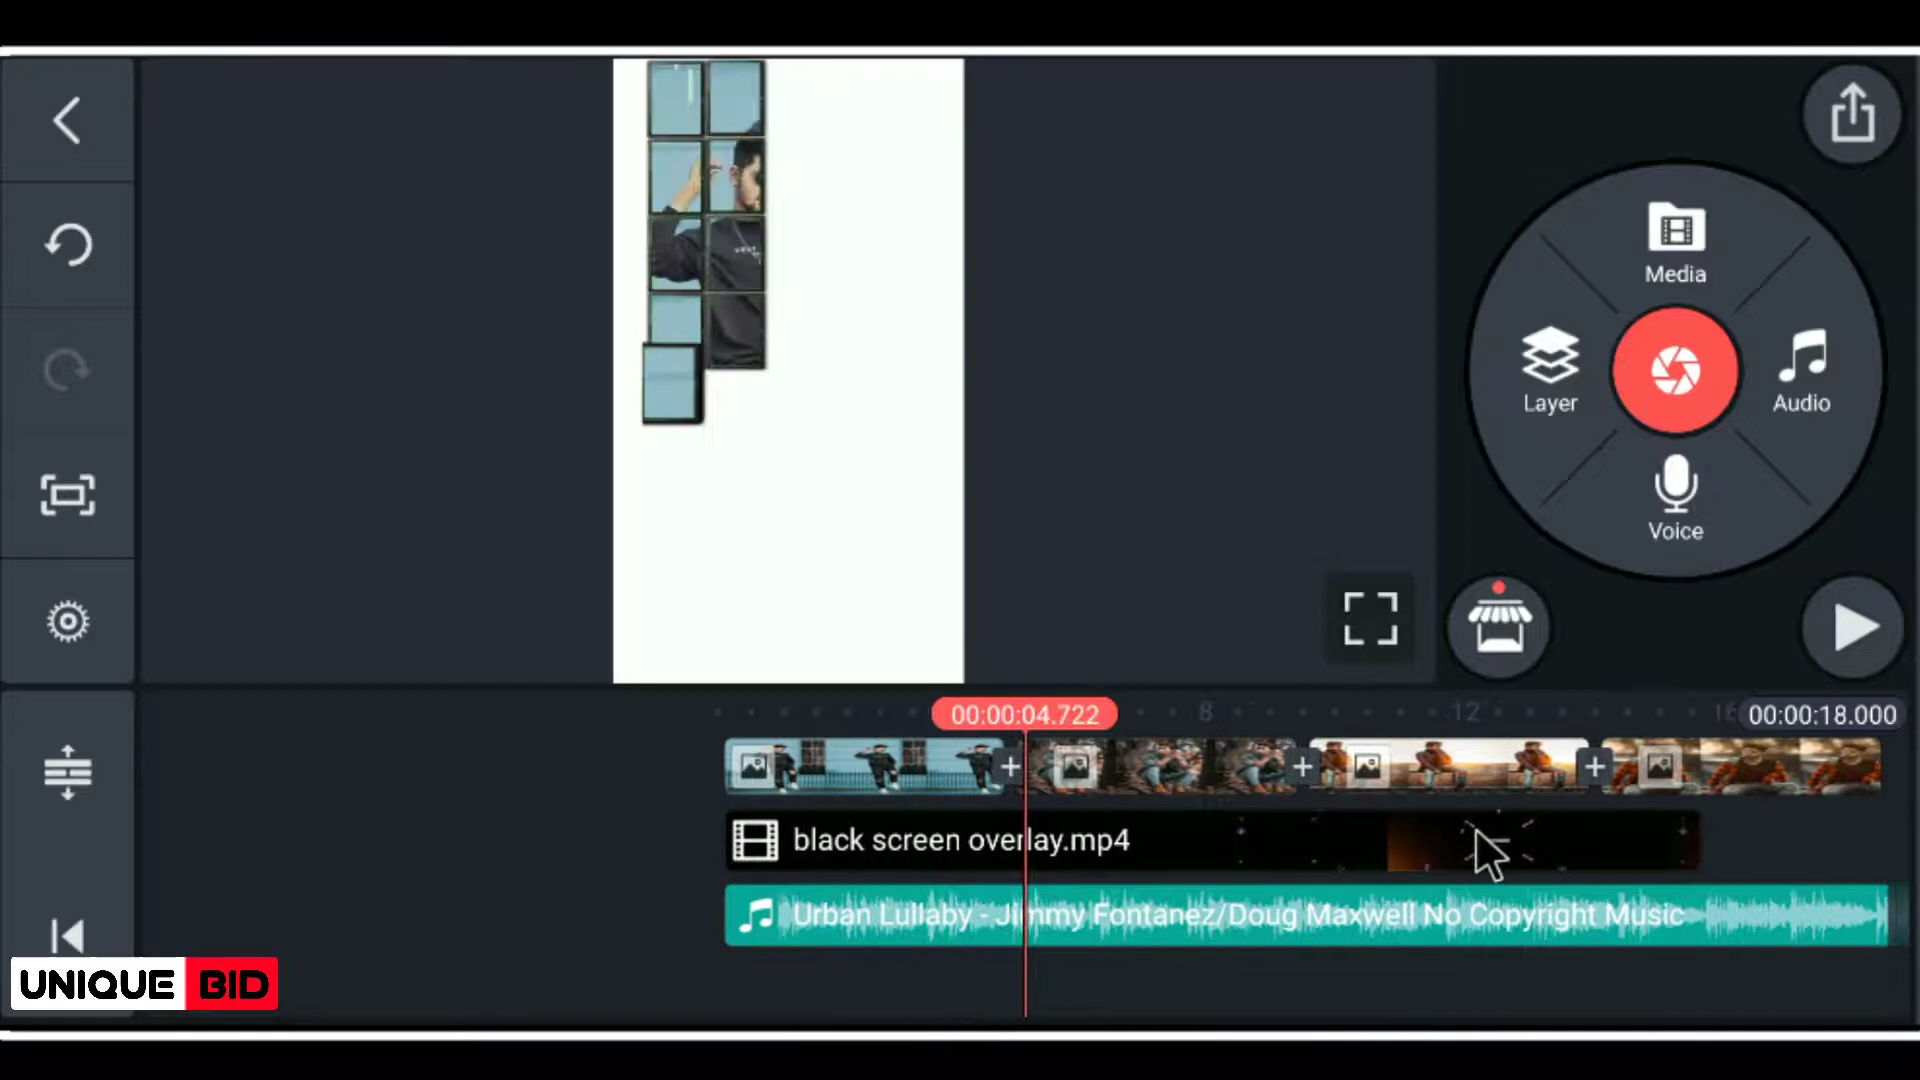 Media
Layer
Audio
Voice
00:00:04.722
8
12
16
00:00:18.000
black screen overlay.mp4
Urban Lullaby - Jimmy Fontanez/Doug Maxwell No Copyright Music
UNIQUE BID